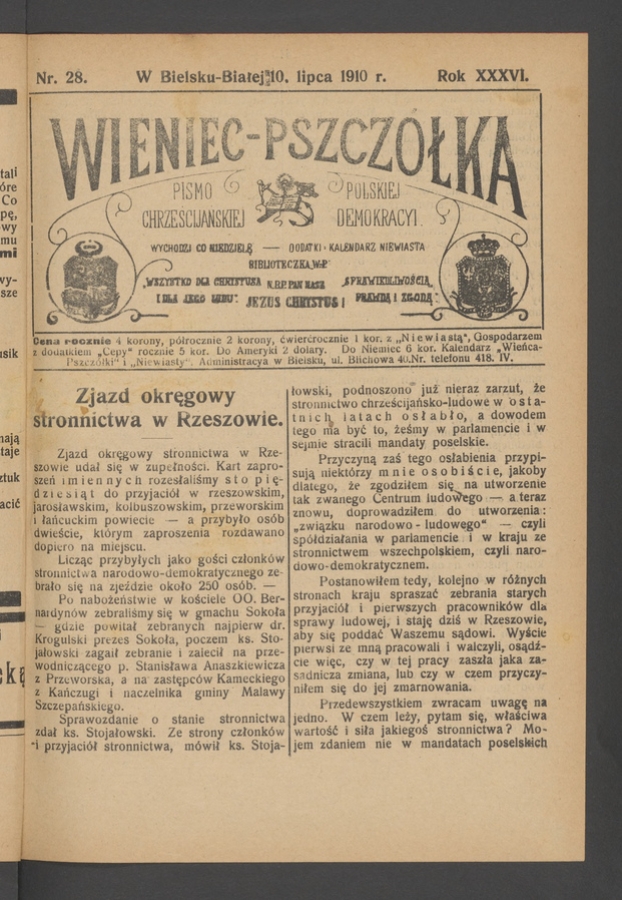 Nr. 28. W Bielsku-Białej 10. lipca 1910 r. Rok XXXVI.
WIENIEC-PSZCZÓŁKA
PISMO POLSKIEJ
CHRZEŚCIJAŃSKIEJ DEMOKRACYI
WYCHODZI CO NIEDZIELĘ — DODATKI - KALENDARZ NIEWIASTA
BIBLIOTECZKA W-P
„WSZYSTKO DLA CHRYSTUSA N.B.P. PAN NASZ „SPRAWIEDLIWOŚCIĄ,
I DLA JEGO LUDU". JEZUS CHRYSTUS! PRAWDĄ I ZGODĄ"
Cena rocznie 4 korony, półrocznie 2 korony, ćwiercrocznie 1 kor. z „Niewiastą", Gospodarzem
z dodatkiem „Cepy" rocznie 5 kor. Do Ameryki 2 dolary. Do Niemiec 6 kor. Kalendarz „Wieńca-
Pszczółki" i „Niewiasty". Administracya w Bielsku, ul. Blichowa 40. Nr. telefonu 418. IV.
Zjazd okręgowy
stronnictwa w Rzeszowie.
Zjazd okręgowy stronnictwa w Rze-
szowie udał się w zupełności. Kart zapro-
szeń imiennych rozesłaliśmy sto pię-
dziesiąt do przyjaciół w rzeszowskim,
jarosławskim, kolbuszowskim, przeworskim
i łańcuckim powiecie — a przybyło osób
dwieście, którym zaproszenia rozdawano
dopiero na miejscu.
Licząc przybyłych jako gości członków
stronnictwa narodowo-demokratycznego ze-
brało się na zjeździe około 250 osób. —
Po nabożeństwie w kościele OO. Ber-
nardynów zebraliśmy się w gmachu Sokoła
— gdzie powitał zebranych najpierw dr.
Krogulski prezes Sokoła, poczem ks. Sto-
jałowski zagaił zebranie i zalecił na prze-
wodniczącego p. Stanisława Anaszkiewicza
z Przeworska, a na zastępców Kameckiego
z Kańczugi i naczelnika gminy Malawy
Szczepańskiego.
Sprawozdanie o stanie stronnictwa
zdał ks. Stojałowski. Ze strony członków
i przyjaciół stronnictwa, mówił ks. Stoja-
łowski, podnoszono już nieraz zarzut, że
stronnictwo chrześcijańsko-ludowe w osta-
tnich latach osłabło, a dowodem
tego ma być to, żeśmy w parlamencie i w
sejmie stracili mandaty poselskie.
Przyczyną zaś tego osłabienia przypi-
sują niektórzy mnie osobiście, jakoby
dlatego, że zgodziłem się na utworzenie
tak zwanego Centrum ludowego — a teraz
znowu, doprowadziłem do utworzenia:
„związku narodowo-ludowego" — czyli
spółdziałania w parlamencie i w kraju ze
stronnictwem wszechpolskiem, czyli naro-
dowo-demokratycznem.
Postanowiłem tedy, kolejno w różnych
stronach kraju spraszać zebrania starych
przyjaciół i pierwszych pracowników dla
sprawy ludowej, i staję dziś w Rzeszowie,
aby się poddać Waszemu sądowi. Wyście
pierwsi ze mną pracowali i walczyli, osądź-
cie więc, czy w tej pracy zaszła jaka za-
sadnicza zmiana, lub czy w czem przyczy-
niłem się do jej zmarnowania.
Przedewszystkiem zwracam uwagę na
jedno. W czem leży, pytam się, właściwa
wartość i siła jakiegoś stronnictwa? Mo-
jem zdaniem nie w mandatach poselskich